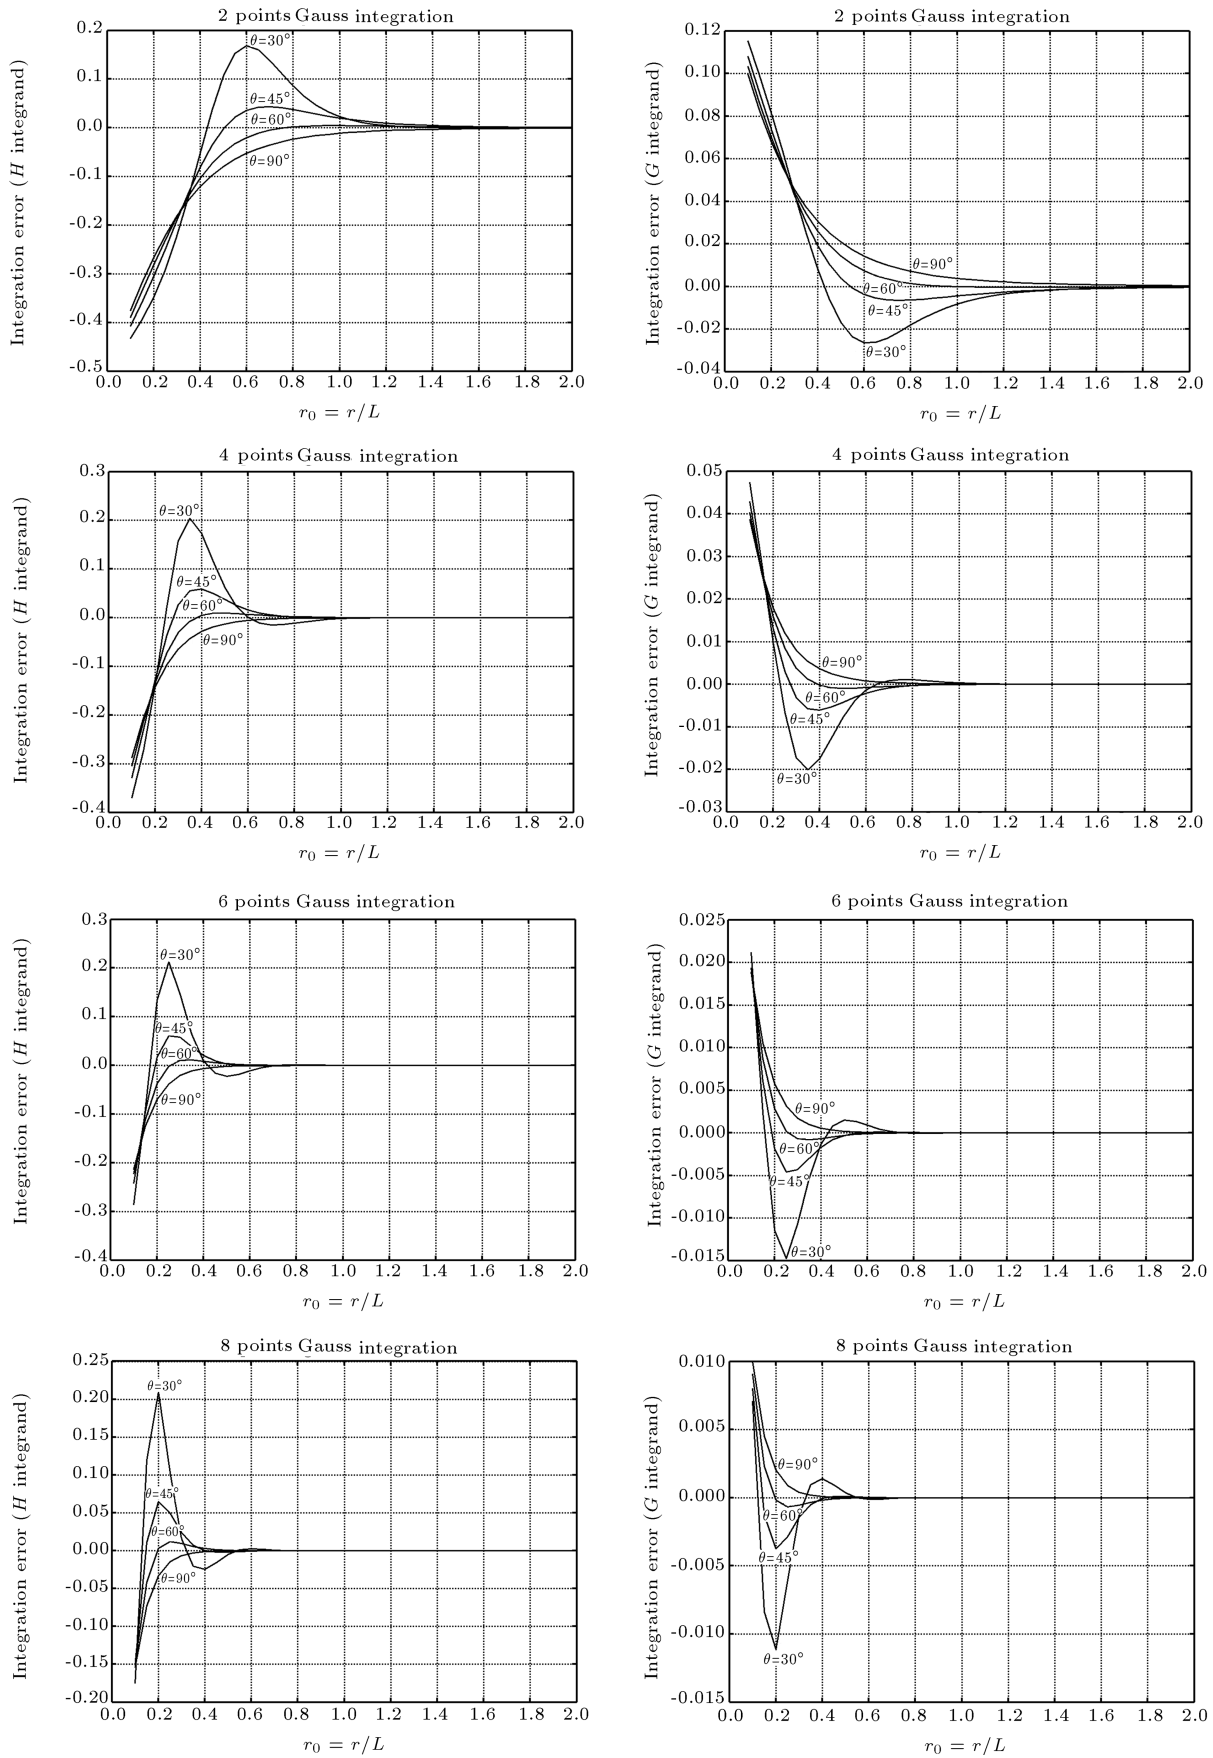 2 points Gauss integration
Integration error (H integrand)
0.2
0.1
0.0
-0.1
-0.2
-0.3
-0.4
-0.5
θ=30°
θ=45°
θ=60°
θ=90°
0.0 0.2 0.4 0.6 0.8 1.0 1.2 1.4 1.6 1.8 2.0
r0 = r/L
2 points Gauss integration
Integration error (G integrand)
0.12
0.10
0.08
0.06
0.04
0.02
0.00
-0.02
-0.04
θ=90°
θ=60°
θ=45°
θ=30°
0.0 0.2 0.4 0.6 0.8 1.0 1.2 1.4 1.6 1.8 2.0
r0 = r/L
4 points Gauss integration
Integration error (H integrand)
0.3
0.2
0.1
0.0
-0.1
-0.2
-0.3
-0.4
θ=30°
θ=45°
θ=60°
θ=90°
0.0 0.2 0.4 0.6 0.8 1.0 1.2 1.4 1.6 1.8 2.0
r0 = r/L
4 points Gauss integration
Integration error (G integrand)
0.05
0.04
0.03
0.02
0.01
0.00
-0.01
-0.02
-0.03
θ=90°
θ=60°
θ=45°
θ=30°
0.0 0.2 0.4 0.6 0.8 1.0 1.2 1.4 1.6 1.8 2.0
r0 = r/L
6 points Gauss integration
Integration error (H integrand)
0.3
0.2
0.1
0.0
-0.1
-0.2
-0.3
-0.4
θ=30°
θ=45°
θ=60°
θ=90°
0.0 0.2 0.4 0.6 0.8 1.0 1.2 1.4 1.6 1.8 2.0
r0 = r/L
6 points Gauss integration
Integration error (G integrand)
0.025
0.020
0.015
0.010
0.005
0.000
-0.005
-0.010
-0.015
θ=90°
θ=60°
θ=45°
θ=30°
0.0 0.2 0.4 0.6 0.8 1.0 1.2 1.4 1.6 1.8 2.0
r0 = r/L
8 points Gauss integration
Integration error (H integrand)
0.25
0.20
0.15
0.10
0.05
0.00
-0.05
-0.10
-0.15
-0.20
θ=30°
θ=45°
θ=60°
θ=90°
0.0 0.2 0.4 0.6 0.8 1.0 1.2 1.4 1.6 1.8 2.0
r0 = r/L
8 points Gauss integration
Integration error (G integrand)
0.010
0.005
0.000
-0.005
-0.010
-0.015
θ=90°
θ=60°
θ=45°
θ=30°
0.0 0.2 0.4 0.6 0.8 1.0 1.2 1.4 1.6 1.8 2.0
r0 = r/L